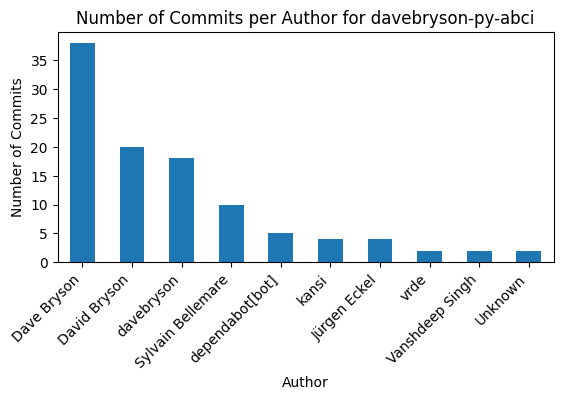 Number of Commits per Author for davebryson-py-abci
Number of Commits
35
30
25
20
15
10
5
0
Dave Bryson
David Bryson
davebryson
Sylvain Bellemare
dependabot[bot]
kansi
Jürgen Eckel
vrde
Vanshdeep Singh
Unknown
Author